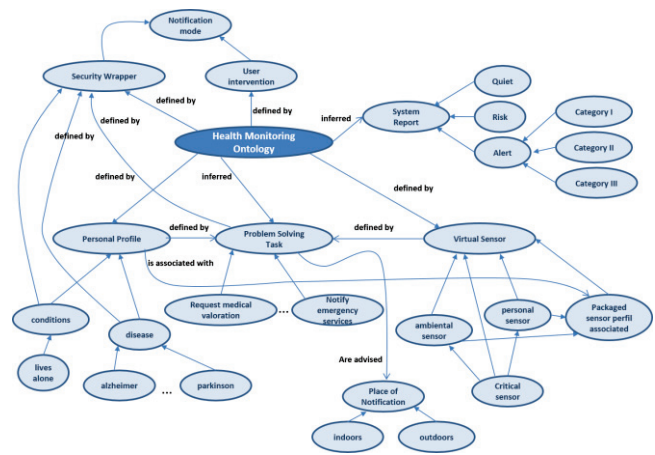 Notification
mode
Security Wrapper
User
intervention
Quiet
defined by
defined by
inferred
System
Report
Risk
Category I
defined by
defined by
Health Monitoring
Ontology
Alert
Category II
Category III
defined by
inferred
defined by
Personal Profile
defined by
Problem Solving
Task
defined by
Virtual Sensor
is associated with
Request medical
valoration
...
Notify
emergency
services
conditions
disease
ambiental
sensor
personal
sensor
Packaged
sensor perfil
associated
lives
alone
alzheimer
...
parkinson
Are advised
Critical
sensor
Place of
Notification
indoors
outdoors